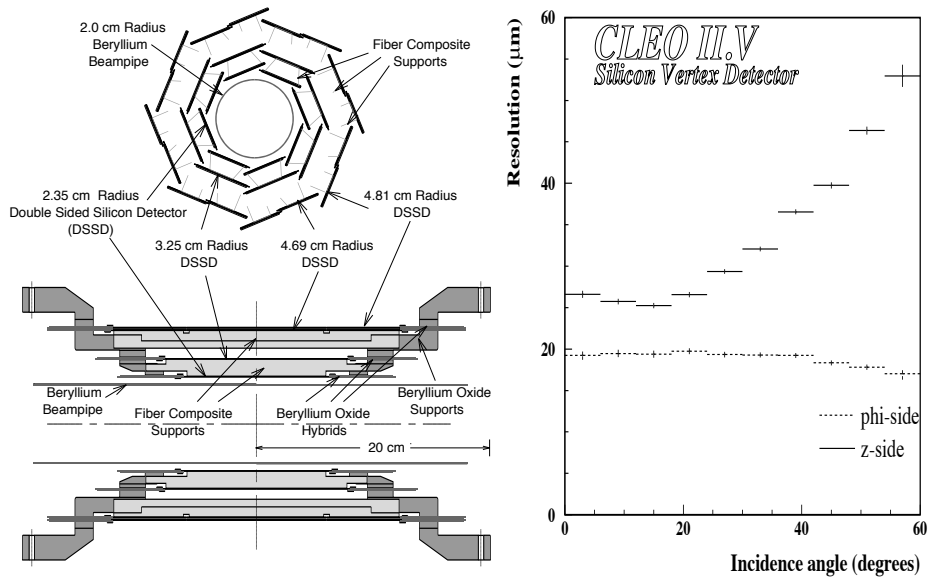 2.0 cm Radius
Beryllium
Beampipe
Fiber Composite
Supports
2.35 cm Radius
Double Sided Silicon Detector
(DSSD)
3.25 cm Radius
DSSD
4.69 cm Radius
DSSD
4.81 cm Radius
DSSD
Beryllium
Beampipe
Fiber Composite
Supports
Beryllium Oxide
Hybrids
Beryllium Oxide
Supports
20 cm
Resolution (μm)
60
40
20
0
CLEO II.V
Silicon Vertex Detector
phi-side
z-side
0
20
40
60
Incidence angle (degrees)